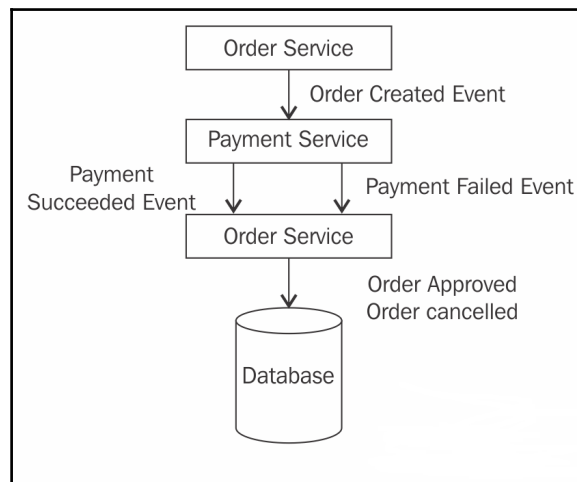 Order Service
Order Created Event
Payment Service
Payment
Succeeded Event
Payment Failed Event
Order Service
Order Approved
Order cancelled
Database